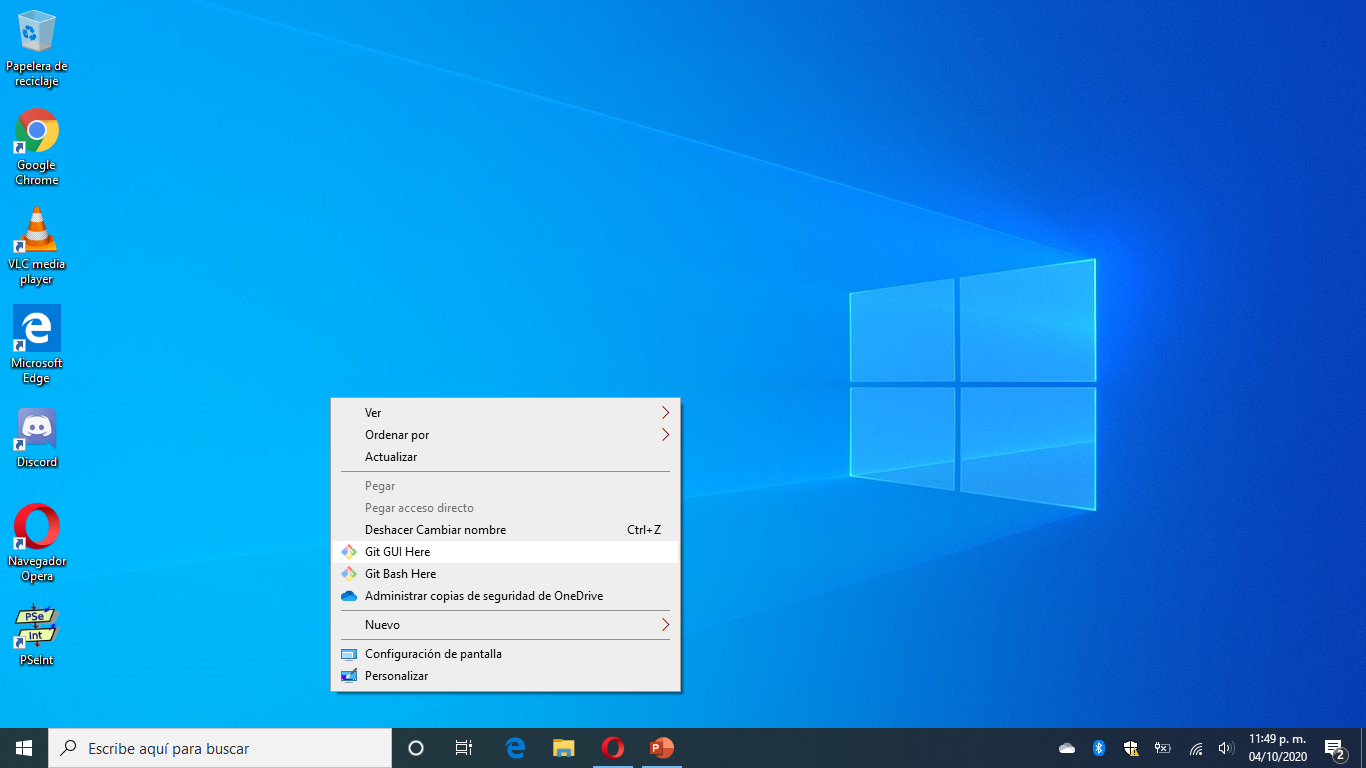 Papelera de
reciclaje
Google
Chrome
VLC media
player
Microsoft
Edge
Discord
Navegador
Opera
PSe
Int
PSeInt
Ver
Ordenar por
Actualizar
Pegar
Pegar acceso directo
Deshacer Cambiar nombre Ctrl+Z
Git GUI Here
Git Bash Here
Administrar copias de seguridad de OneDrive
Nuevo
Configuración de pantalla
Personalizar
Escribe aquí para buscar
11:49 p. m.
04/10/2020
2